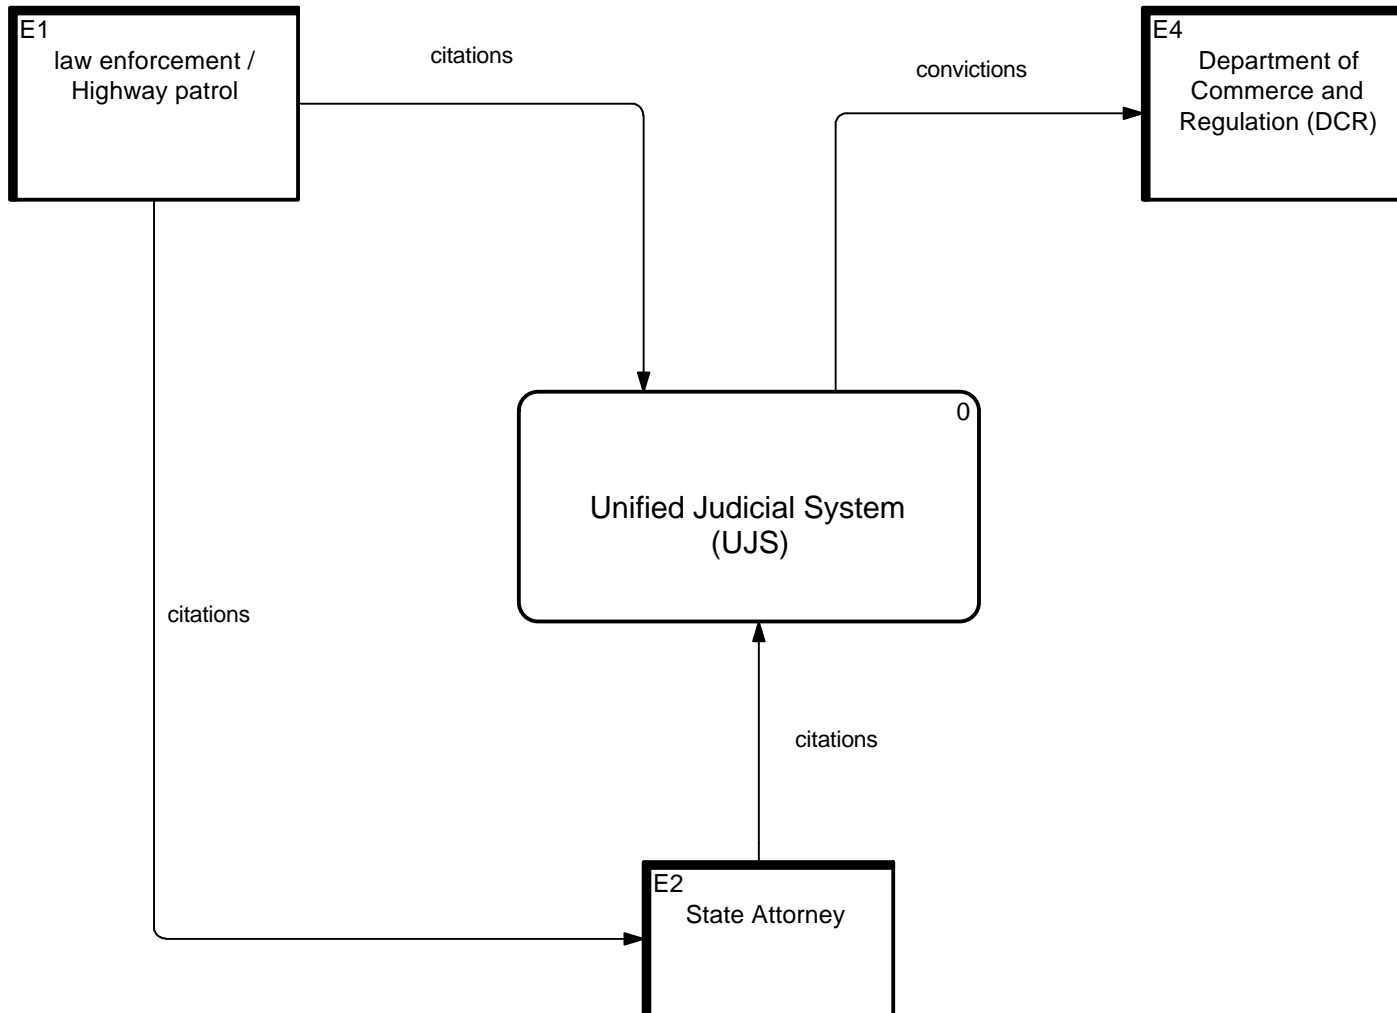 E1
law enforcement /
Highway patrol
citations
convictions
E4
Department of
Commerce and
Regulation (DCR)
0
Unified Judicial System
(UJS)
citations
citations
E2
State Attorney